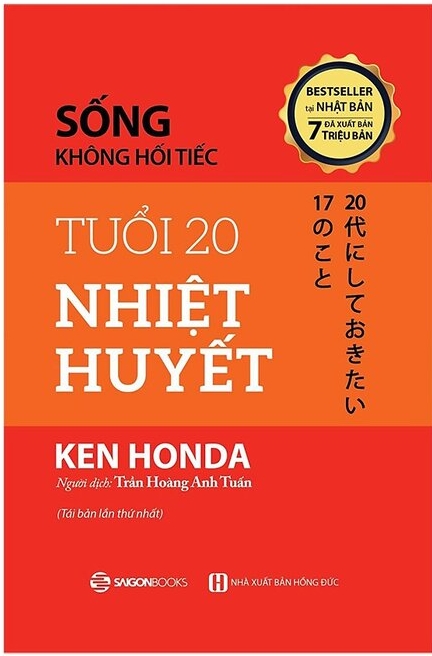 BESTSELLER
tại NHẬT BẢN
7 ĐÃ XUẤT BẢN
TRIỆU BẢN
SỐNG
KHÔNG HỐI TIẾC
TUỔI 20
NHIỆT
HUYẾT
20代にしておきたい
17のこと
KEN HONDA
Người dịch: Trần Hoàng Anh Tuấn
(Tái bản lần thứ nhất)
SAIGONBOOKS
NHÀ XUẤT BẢN HỒNG ĐỨC